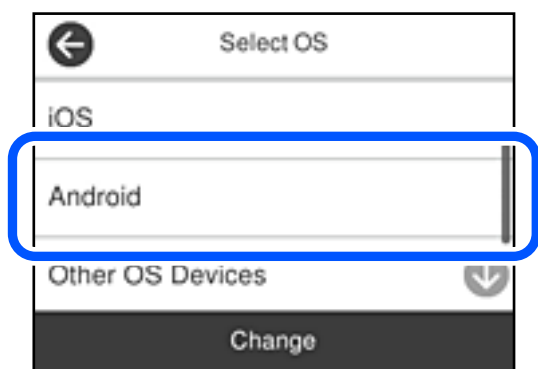 Select OS
iOS
Android
Other OS Devices
Change